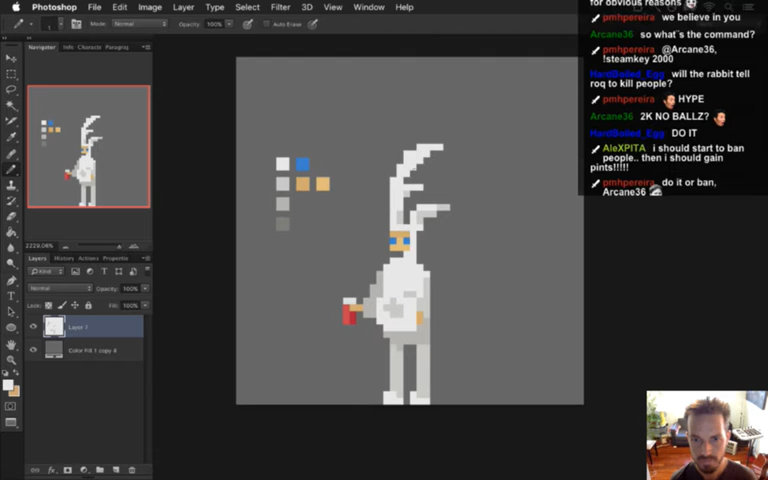 Photoshop File Edit Image Layer Type Select Filter 3D View Window Help
Mode: Normal Opacity: 100% Auto Erase
Navigator Info Charact Paragraph
2229.06%
Layers History Actions Properties
Kind
Normal Opacity: 100%
Lock: Fill: 100%
Layer 1
Color Fill 1 copy 4
for obvious reasons
pmhpereira we believe in you
Arcane36 so what's the command?
pmhpereira @Arcane36,
!steamkey 2000
HardBoiled_Egg will the rabbit tell
roq to kill people?
pmhpereira HYPE
Arcane36 2K NO BALLZ?
HardBoiled_Egg DO IT
AleXPITA i should start to ban
people.. then i should gain
pints!!!!!
pmhpereira do it or ban,
Arcane36